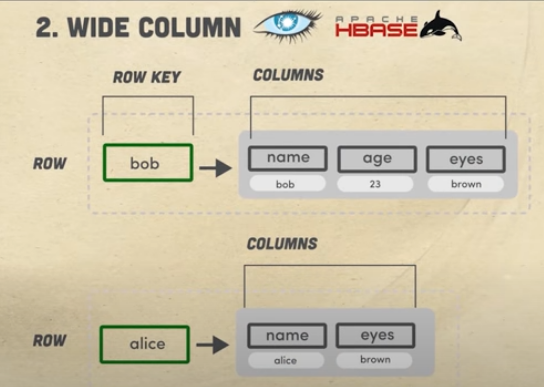 2. WIDE COLUMN
APACHE
HBASE
ROW KEY
COLUMNS
ROW
bob
name age eyes
bob 23 brown
COLUMNS
ROW
alice
name eyes
alice brown